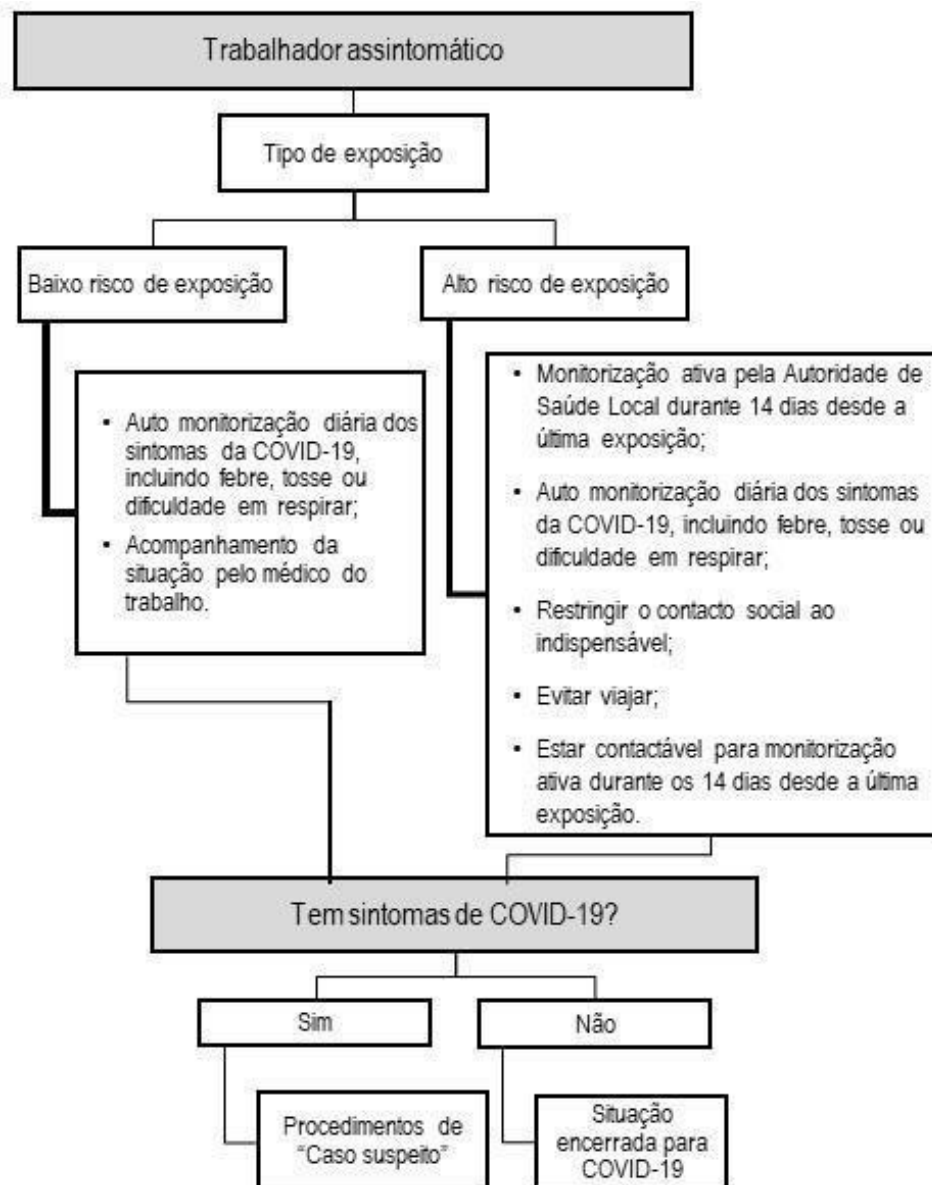 Trabalhador assintomático
Tipo de exposição
Baixo risco de exposição
Alto risco de exposição
• Auto monitorização diária dos
sintomas da COVID-19,
incluindo febre, tosse ou
dificuldade em respirar;
• Acompanhamento da
situação pelo médico do
trabalho.
• Monitorização ativa pela Autoridade de
Saúde Local durante 14 dias desde a
última exposição;
• Auto monitorização diária dos sintomas
da COVID-19, incluindo febre, tosse ou
dificuldade em respirar;
• Restringir o contacto social ao
indispensável;
• Evitar viajar;
• Estar contactável para monitorização
ativa durante os 14 dias desde a última
exposição.
Tem sintomas de COVID-19?
Sim
Não
Procedimentos de
“Caso suspeito”
Situação
encerrada para
COVID-19